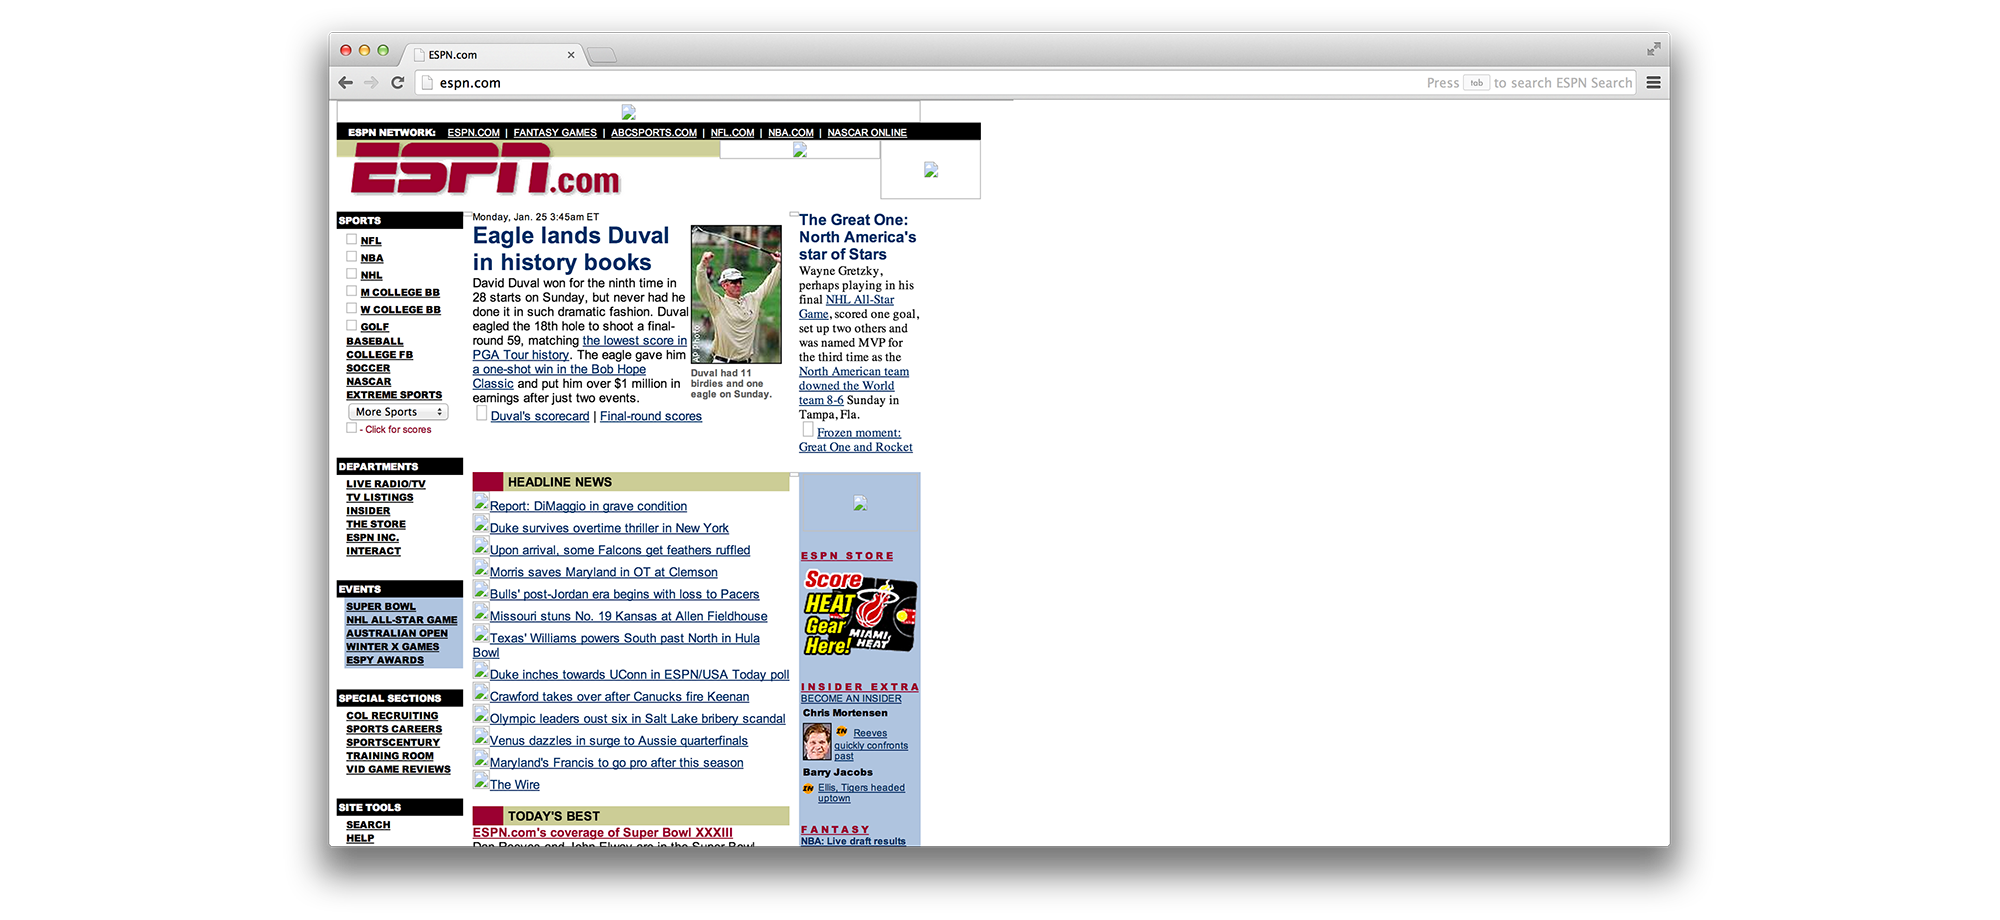 ESPN.com
espn.com
Press tab to search ESPN Search
ESPN NETWORK: ESPN.COM | FANTASY GAMES | ABCSPORTS.COM | NFL.COM | NBA.COM | NASCAR ONLINE
ESPN.com
SPORTS
NFL
NBA
NHL
M COLLEGE BB
W COLLEGE BB
GOLF
BASEBALL
COLLEGE FB
SOCCER
NASCAR
EXTREME SPORTS
More Sports
- Click for scores
DEPARTMENTS
LIVE RADIO/TV
TV LISTINGS
INSIDER
THE STORE
ESPN INC.
INTERACT
EVENTS
SUPER BOWL
NHL ALL-STAR GAME
AUSTRALIAN OPEN
WINTER X GAMES
ESPY AWARDS
SPECIAL SECTIONS
COL RECRUITING
SPORTS CAREERS
SPORTSCENTURY
TRAINING ROOM
VID GAME REVIEWS
SITE TOOLS
SEARCH
HELP
Monday, Jan. 25 3:45am ET
Eagle lands Duval
in history books
David Duval won for the ninth time in
28 starts on Sunday, but never had he
done it in such dramatic fashion. Duval
eagled the 18th hole to shoot a final-
round 59, matching the lowest score in
PGA Tour history. The eagle gave him
a one-shot win in the Bob Hope
Classic and put him over $1 million in
earnings after just two events.
Duval's scorecard | Final-round scores
AP Photo
Duval had 11
birdies and one
eagle on Sunday.
HEADLINE NEWS
Report: DiMaggio in grave condition
Duke survives overtime thriller in New York
Upon arrival, some Falcons get feathers ruffled
Morris saves Maryland in OT at Clemson
Bulls' post-Jordan era begins with loss to Pacers
Missouri stuns No. 19 Kansas at Allen Fieldhouse
Texas' Williams powers South past North in Hula
Bowl
Duke inches towards UConn in ESPN/USA Today poll
Crawford takes over after Canucks fire Keenan
Olympic leaders oust six in Salt Lake bribery scandal
Venus dazzles in surge to Aussie quarterfinals
Maryland's Francis to go pro after this season
The Wire
TODAY'S BEST
ESPN.com's coverage of Super Bowl XXXIII
Dan Reeves and John Elway are in the Super Bowl
The Great One:
North America's
star of Stars
Wayne Gretzky,
perhaps playing in his
final NHL All-Star
Game, scored one goal,
set up two others and
was named MVP for
the third time as the
North American team
downed the World
team 8-6 Sunday in
Tampa, Fla.
Frozen moment:
Great One and Rocket
ESPN STORE
Score
HEAT
Gear
Here!
MIAMI
HEAT
INSIDER EXTRA
BECOME AN INSIDER
Chris Mortensen
IN Reeves
quickly confronts
past
Barry Jacobs
IN Ellis, Tigers headed
uptown
FANTASY
NBA: Live draft results